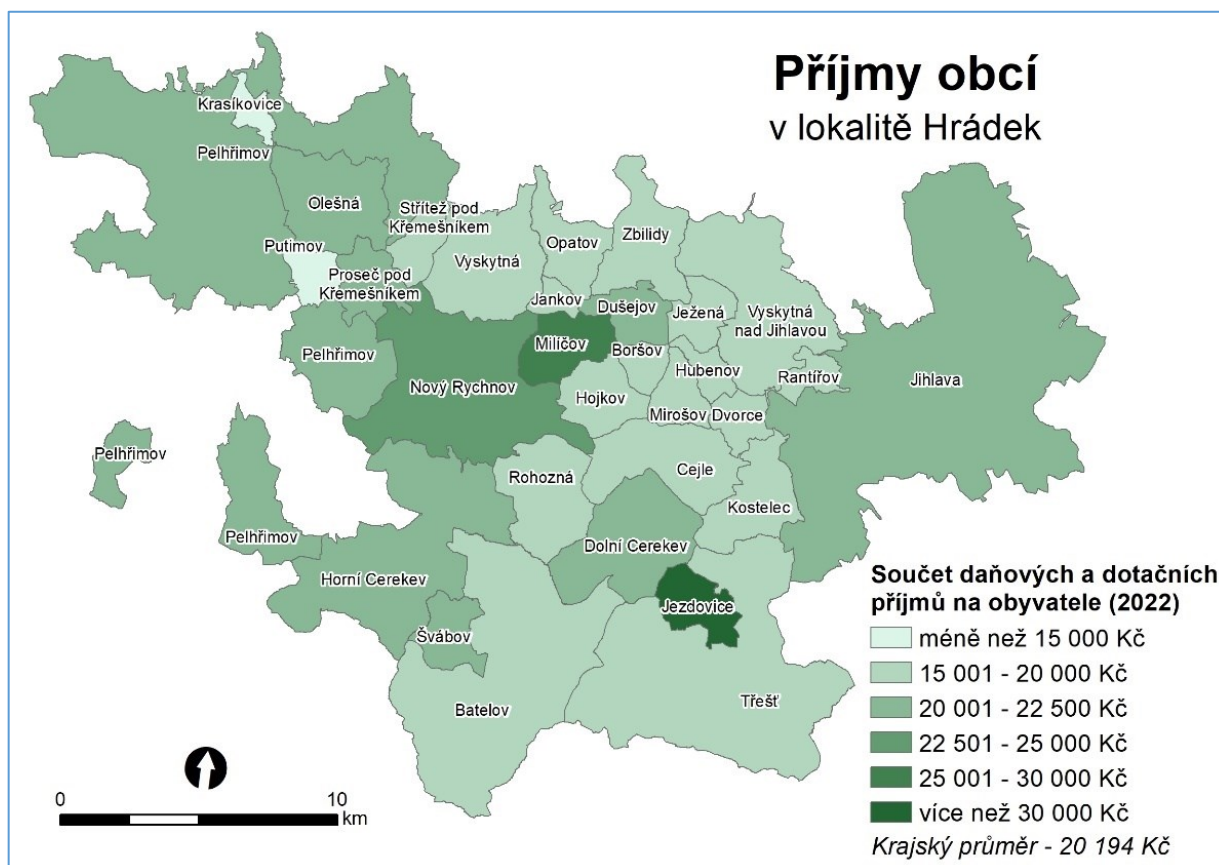 Příjmy obcí
v lokalitě Hrádek
Krasíkovice
Pelhřimov
Olešná
Střítež pod
Křemešníkem
Putimov
Proseč pod
Křemešníkem
Vyskytná
Opatov
Zbilidy
Jankov
Dušejov
Ježená
Vyskytná
nad Jihlavou
Pelhřimov
Milíčov
Boršov
Hubenov
Rantířov
Jihlava
Nový Rychnov
Hojkov
Mirošov
Dvorce
Pelhřimov
Rohozná
Cejle
Kostelec
Pelhřimov
Dolní Cerekev
Horní Cerekev
Jezdovice
Švábov
Batelov
Třešť
Součet daňových a dotačních
příjmů na obyvatele (2022)
méně než 15 000 Kč
15 001 - 20 000 Kč
20 001 - 22 500 Kč
22 501 - 25 000 Kč
25 001 - 30 000 Kč
více než 30 000 Kč
Krajský průměr - 20 194 Kč
0 10
km